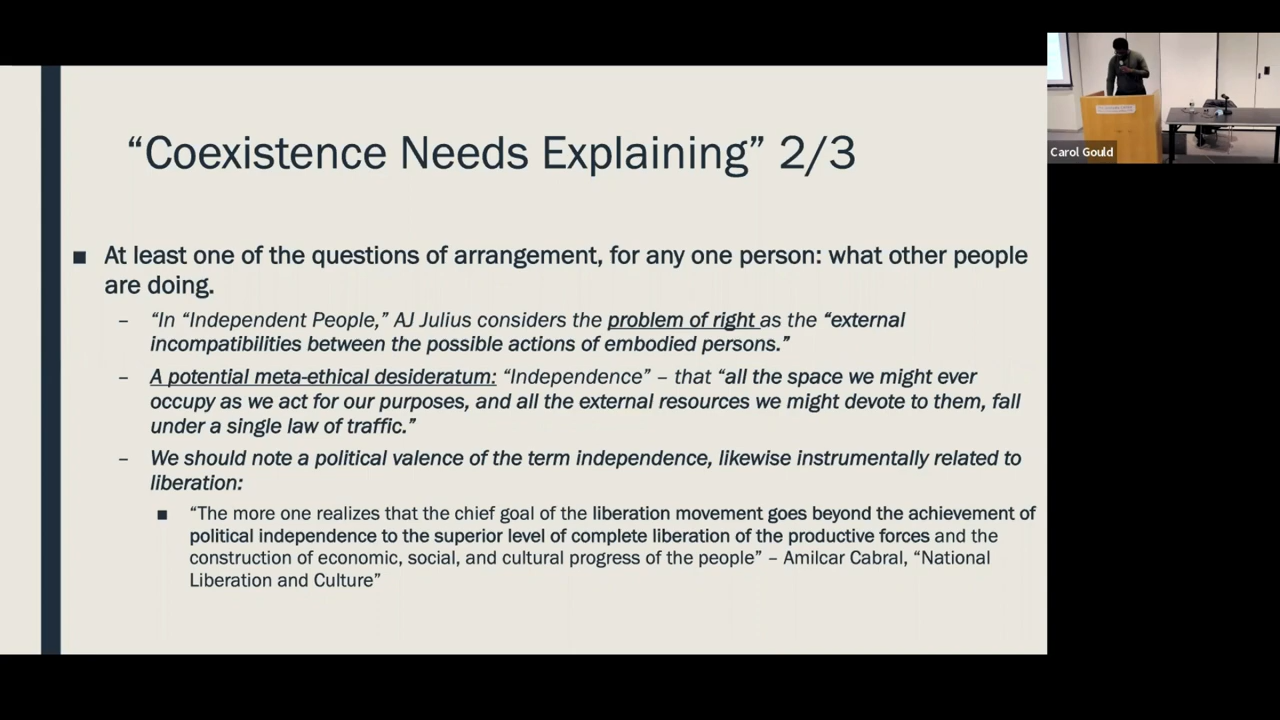 “Coexistence Needs Explaining” 2/3
■ At least one of the questions of arrangement, for any one person: what other people
are doing.
– “In “Independent People,” AJ Julius considers the problem of right as the “external
incompatibilities between the possible actions of embodied persons.”
– A potential meta-ethical desideratum: “Independence” – that “all the space we might ever
occupy as we act for our purposes, and all the external resources we might devote to them, fall
under a single law of traffic.”
– We should note a political valence of the term independence, likewise instrumentally related to
liberation:
■ “The more one realizes that the chief goal of the liberation movement goes beyond the achievement of
political independence to the superior level of complete liberation of the productive forces and the
construction of economic, social, and cultural progress of the people” – Amilcar Cabral, “National
Liberation and Culture”
Carol Gould